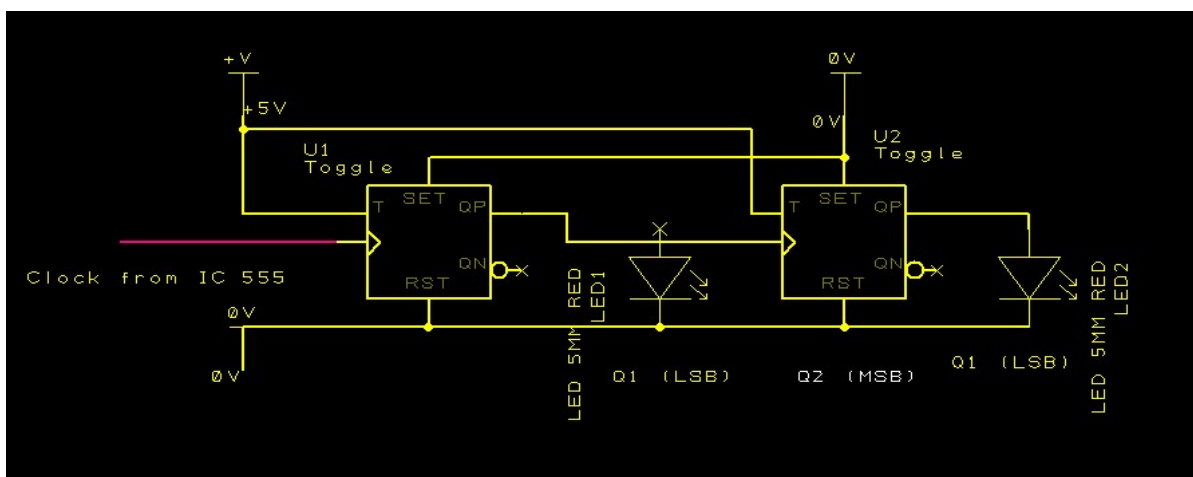 +V
+5V
0V
0V
U1
Toggle
U2
Toggle
T
SET
QP
QN
RST
T
SET
QP
QN
RST
Clock from IC 555
0V
0V
LED 5MM RED
LED1
Q1 (LSB)
Q2 (MSB)
Q1 (LSB)
LED 5MM RED
LED2